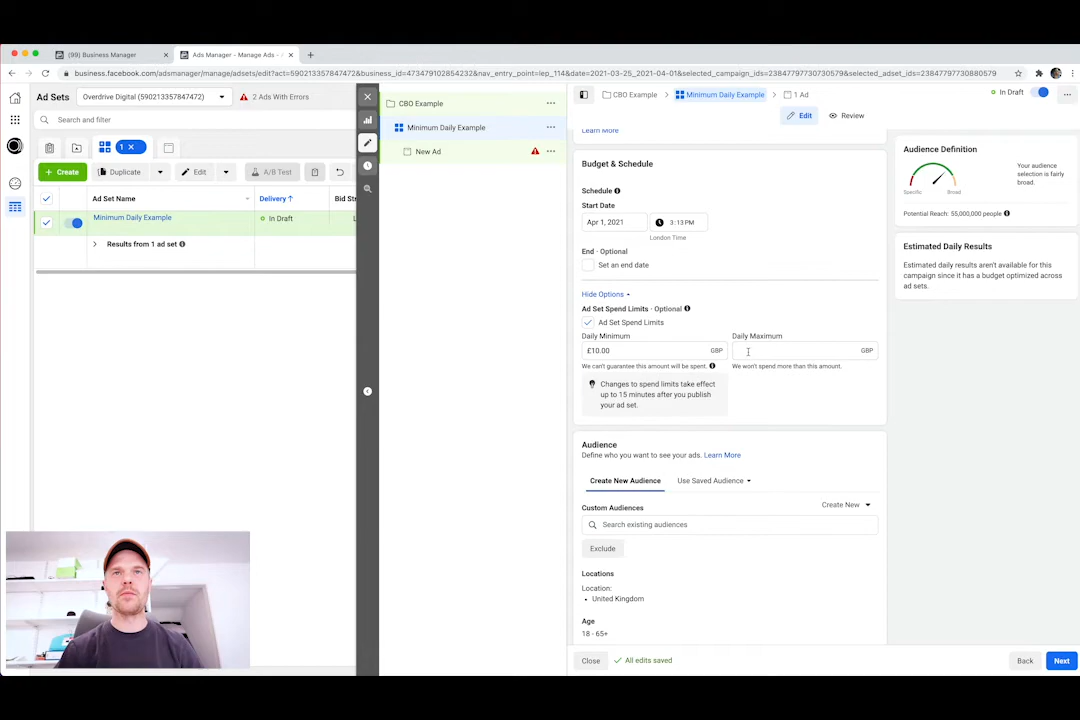 (99) Business Manager
Ads Manager - Manage Ads -
business.facebook.com/adsmanager/manage/adsets/edit?act=590213357847472&business_id=473479102854232&nav_entry_point=lep_114&date=2021-03-25_2021-04-01&selected_campaign_ids=23847797730730579&selected_adset_ids=23847797730880579
Ad Sets
Overdrive Digital (590213357847472)
2 Ads With Errors
Search and filter
1
+ Create
Duplicate
Edit
A/B Test
Ad Set Name
Delivery ↑
Bid St
Minimum Daily Example
In Draft
Results from 1 ad set
CBO Example
Minimum Daily Example
New Ad
CBO Example
Minimum Daily Example
1 Ad
In Draft
Edit
Review
Learn More
Budget & Schedule
Schedule
Start Date
Apr 1, 2021
3:13 PM
London Time
End · Optional
Set an end date
Hide Options
Ad Set Spend Limits · Optional
Ad Set Spend Limits
Daily Minimum
Daily Maximum
£10.00
GBP
GBP
We can't guarantee this amount will be spent.
We won't spend more than this amount.
Changes to spend limits take effect
up to 15 minutes after you publish
your ad set.
Audience
Define who you want to see your ads. Learn More
Create New Audience
Use Saved Audience
Custom Audiences
Create New
Search existing audiences
Exclude
Locations
Location:
United Kingdom
Age
18 - 65+
Close
All edits saved
Back
Next
Audience Definition
Specific
Broad
Your audience
selection is fairly
broad.
Potential Reach: 55,000,000 people
Estimated Daily Results
Estimated daily results aren't available for this
campaign since it has a budget optimized across
ad sets.